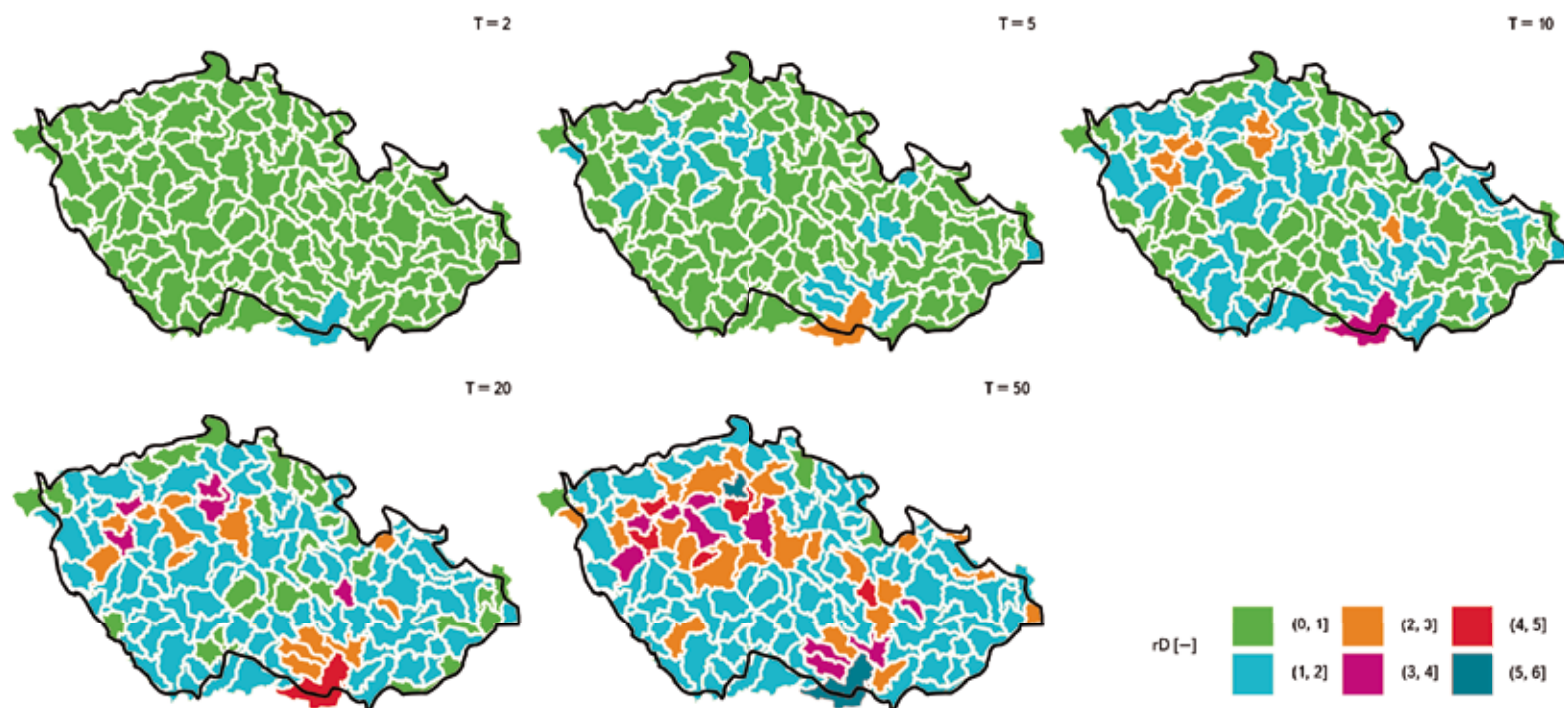 T = 2
T = 5
T = 10
T = 20
T = 50
rD [−]
(0, 1]
(2, 3]
(4, 5]
(1, 2]
(3, 4]
(5, 6]